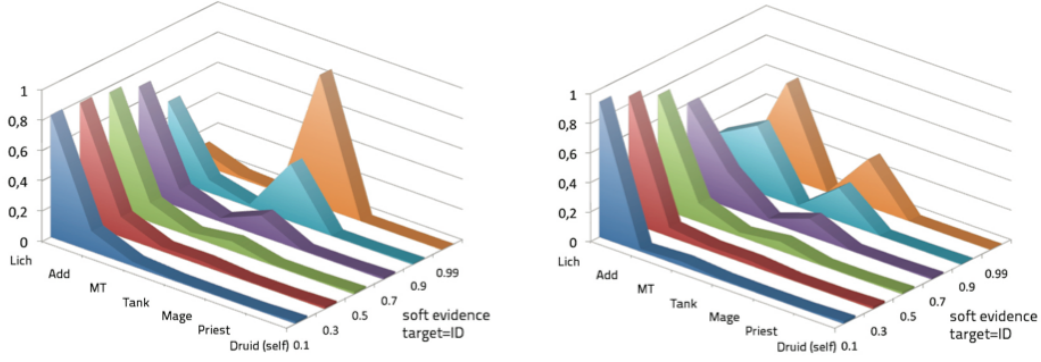 1
0,8
0,6
0,4
0,2
0
Lich
Add
MT
Tank
Mage
Priest
Druid (self)
0.1
0.3
0.5
0.7
0.9
0.99
soft evidence
target=ID
1
0,8
0,6
0,4
0,2
0
Lich
Add
MT
Tank
Mage
Priest
Druid (self)
0.1
0.3
0.5
0.7
0.9
0.99
soft evidence
target=ID